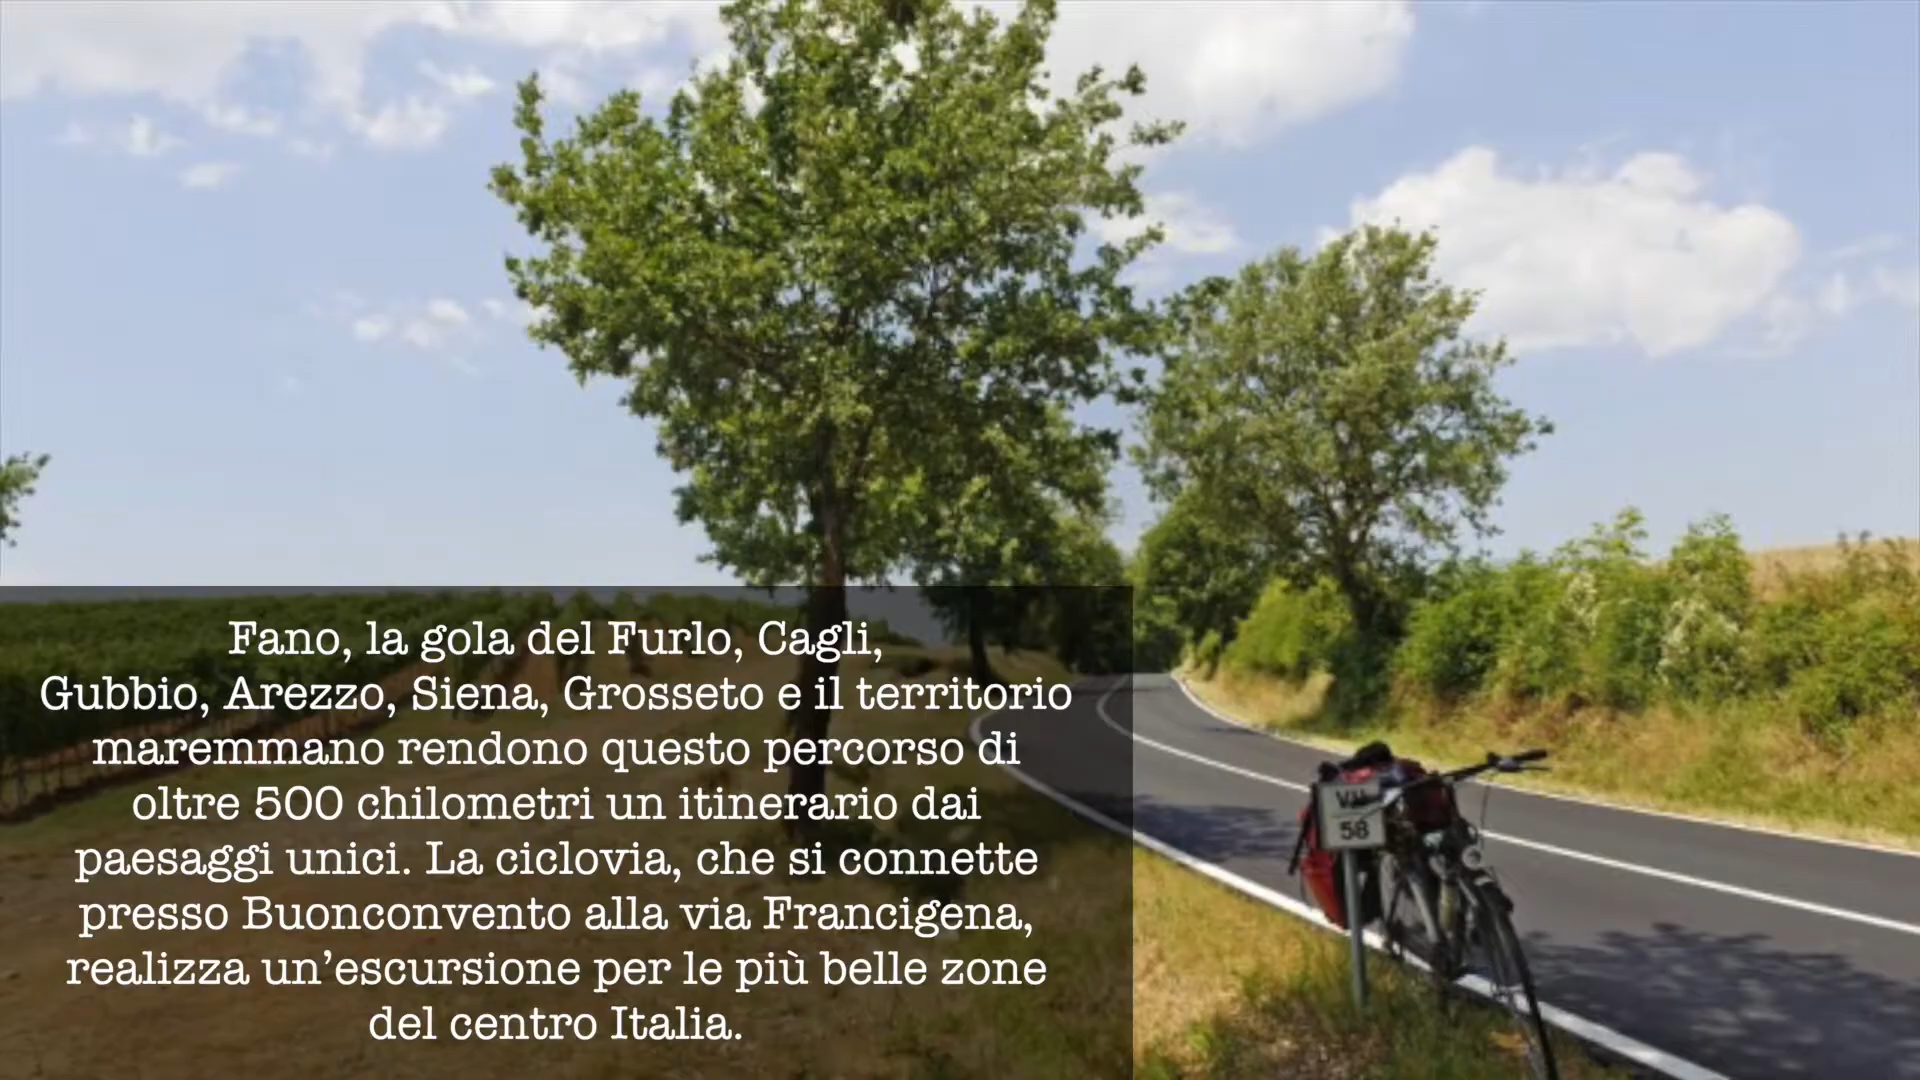 Fano, la gola del Furlo, Cagli,
Gubbio, Arezzo, Siena, Grosseto e il territorio
maremmano rendono questo percorso di
oltre 500 chilometri un itinerario dai
paesaggi unici. La ciclovia, che si connette
presso Buonconvento alla via Francigena,
realizza un’escursione per le più belle zone
del centro Italia.
58